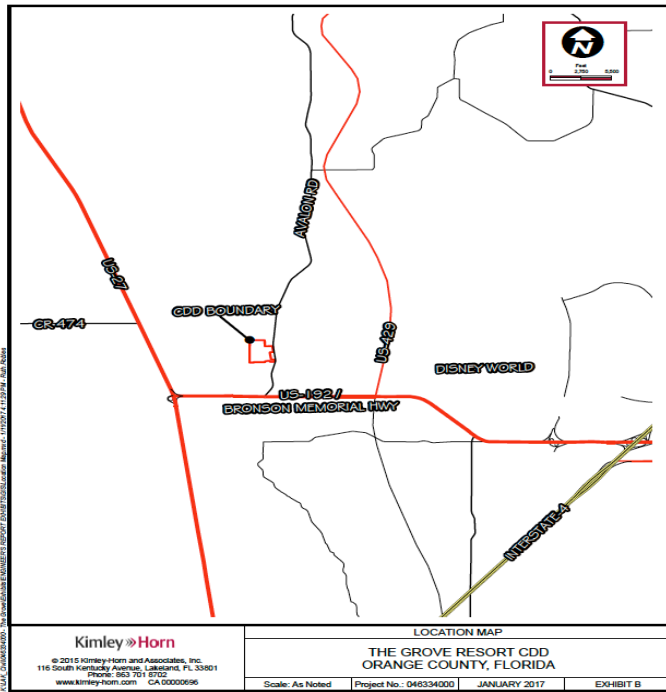 N
Feet
0 2,750 5,500
AVALON RD
US-27
CDD BOUNDARY
CR-474
US-429
DISNEY WORLD
US-192 /
BRONSON MEMORIAL HWY
INTERSTATE-4
Kimley»Horn
© 2015 Kimley-Horn and Associates, Inc.
116 South Kentucky Avenue, Lakeland, FL 33801
Phone: 863 701 8702
www.kimley-horn.com CA 00000696
LOCATION MAP
THE GROVE RESORT CDD
ORANGE COUNTY, FLORIDA
Scale: As Noted
Project No.: 046334000
JANUARY 2017
EXHIBIT B